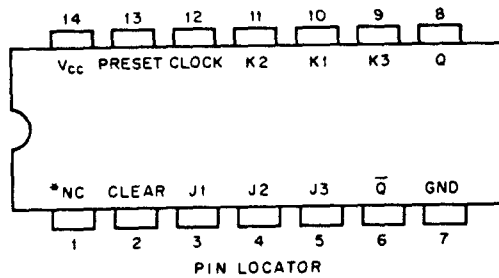 14 13 12 11 10 9 8
Vcc PRESET CLOCK K2 K1 K3 Q
*NC CLEAR J1 J2 J3 Q̅ GND
1 2 3 4 5 6 7
PIN LOCATOR